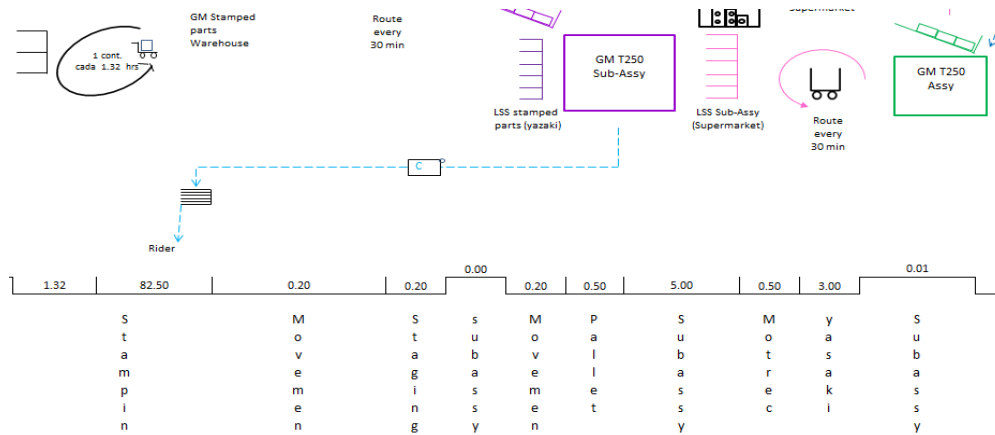 GM Stamped
parts
Warehouse
Route
every
30 min
1 cont.
cada 1.32 hrs
GM T250
Sub-Assy
Supermarket
GM T250
Assy
LSS stamped
parts (yazaki)
LSS Sub-Assy
(Supermarket)
Route
every
30 min
C
Rider
0.00
0.01
1.32 82.50 0.20 0.20 0.20 0.50 5.00 0.50 3.00
Stampin
Movemen
Staging
subassy
Movemen
Pallet
Subassy
Motrec
yasaki
Subassy